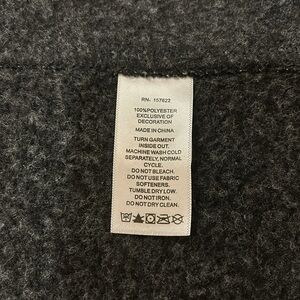 RN- 157622
100%POLYESTER
EXCLUSIVE OF
DECORATION
MADE IN CHINA
TURN GARMENT
INSIDE OUT.
MACHINE WASH COLD
SEPARATELY, NORMAL
CYCLE.
DO NOT BLEACH.
DO NOT USE FABRIC
SOFTENERS.
TUMBLE DRY LOW.
DO NOT IRON.
DO NOT DRY CLEAN.